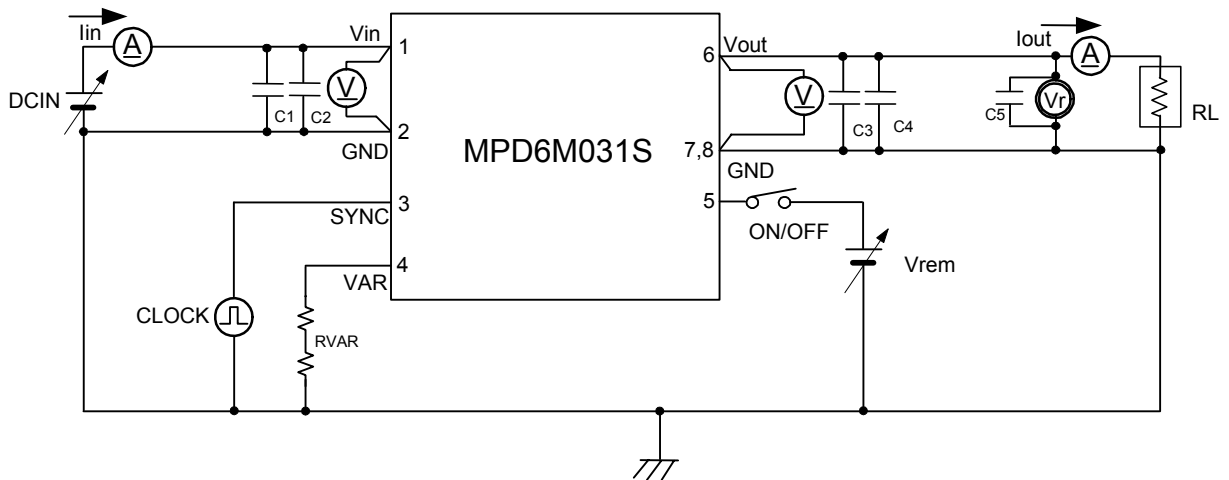 Iin
A
Vin
1
DCIN
C1
C2
V
2
GND
MPD6M031S
SYNC
3
VAR
4
CLOCK
RVAR
6
Vout
V
C3
C4
7,8
GND
5
ON/OFF
Vrem
Iout
A
C5
Vr
RL